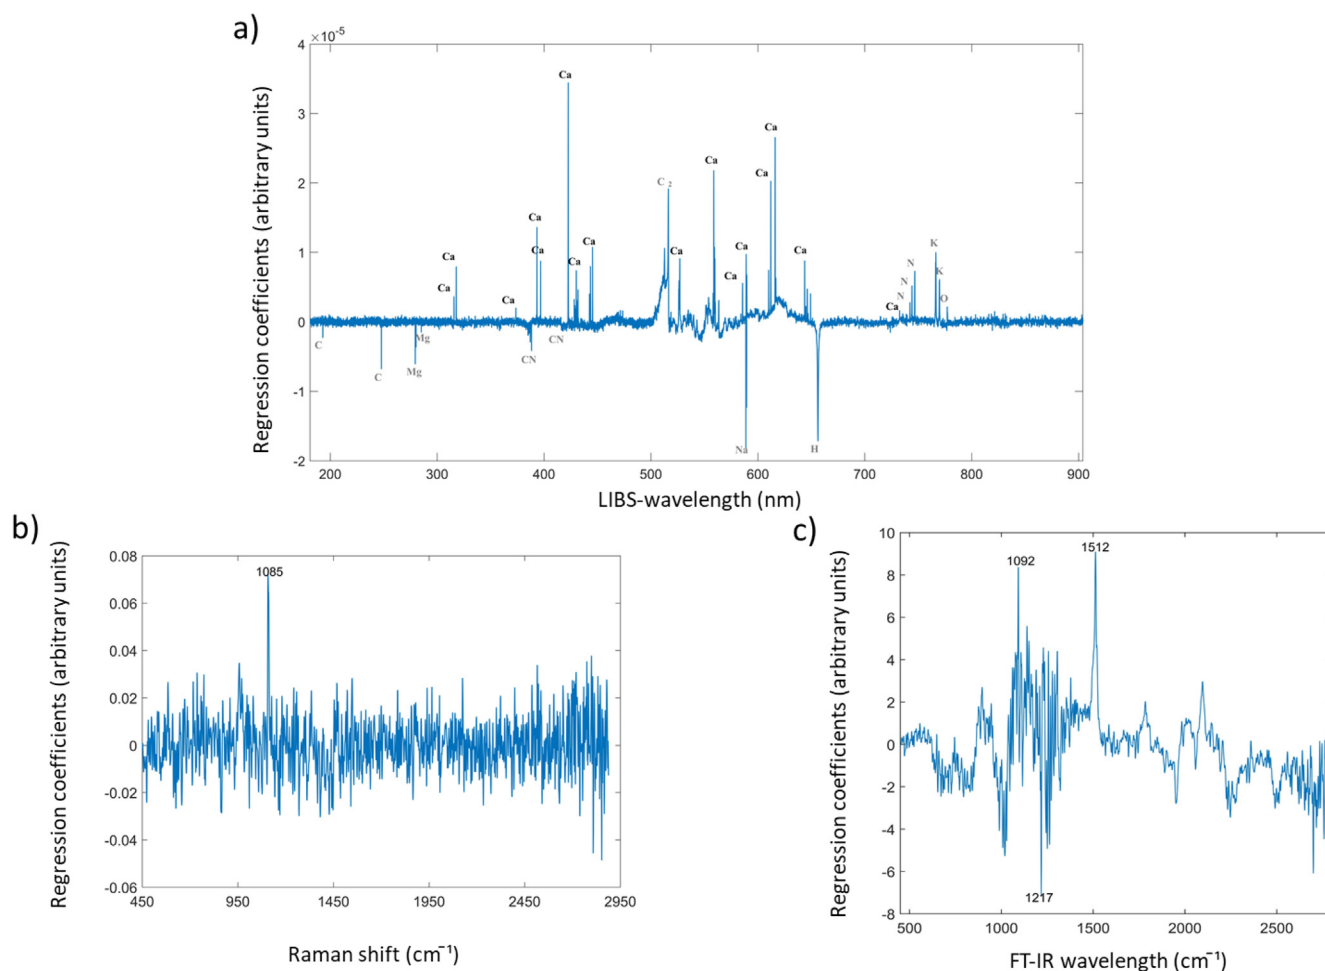 a)
×10⁻⁵
4
3
2
1
0
-1
-2
Regression coefficients (arbitrary units)
Ca
Ca
Ca
Ca
Ca
Ca
Ca
Ca
C 2
Ca
Ca
Ca
Ca
Ca
Ca
Ca
Ca
N
N
N
K
K
O
C
C
Mg
Mg
CN
CN
Na
H
200
300
400
500
600
700
800
900
LIBS-wavelength (nm)
b)
0.08
0.06
0.04
0.02
0
-0.02
-0.04
-0.06
Regression coefficients (arbitrary units)
1085
450
950
1450
1950
2450
2950
Raman shift (cm⁻¹)
c)
10
8
6
4
2
0
-2
-4
-6
-8
Regression coefficients (arbitrary units)
1092
1512
1217
500
1000
1500
2000
2500
FT-IR wavelength (cm⁻¹)